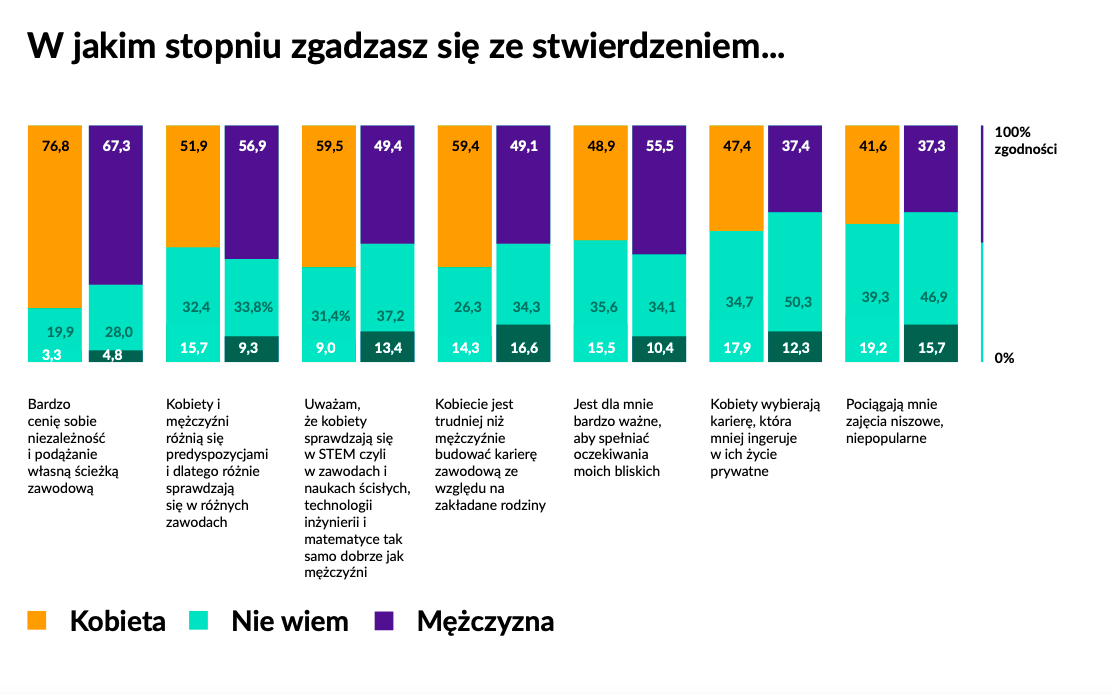 W jakim stopniu zgadzasz się ze stwierdzeniem...
76,8
67,3
51,9
56,9
59,5
49,4
59,4
49,1
48,9
55,5
47,4
37,4
41,6
37,3
100%
zgodności
19,9
28,0
32,4
33,8%
31,4%
37,2
26,3
34,3
35,6
34,1
34,7
50,3
39,3
46,9
3,3
4,8
15,7
9,3
9,0
13,4
14,3
16,6
15,5
10,4
17,9
12,3
19,2
15,7
0%
Bardzo
cenię sobie
niezależność
i podążanie
własną ścieżką
zawodową
Kobiety i
mężczyźni
różnią się
predyspozycjami
i dlatego różnie
sprawdzają
się w różnych
zawodach
Uważam,
że kobiety
sprawdzają się
w STEM czyli
w zawodach i
naukach ścisłych,
technologii
inżynierii i
matematyce tak
samo dobrze jak
mężczyźni
Kobiecie jest
trudniej niż
mężczyźnie
budować karierę
zawodową ze
względu na
zakładane rodziny
Jest dla mnie
bardzo ważne,
aby spełniać
oczekiwania
moich bliskich
Kobiety wybierają
karierę, która
mniej ingeruje
w ich życie
prywatne
Pociągają mnie
zajęcia niszowe,
niepopularne
Kobieta
Nie wiem
Mężczyzna